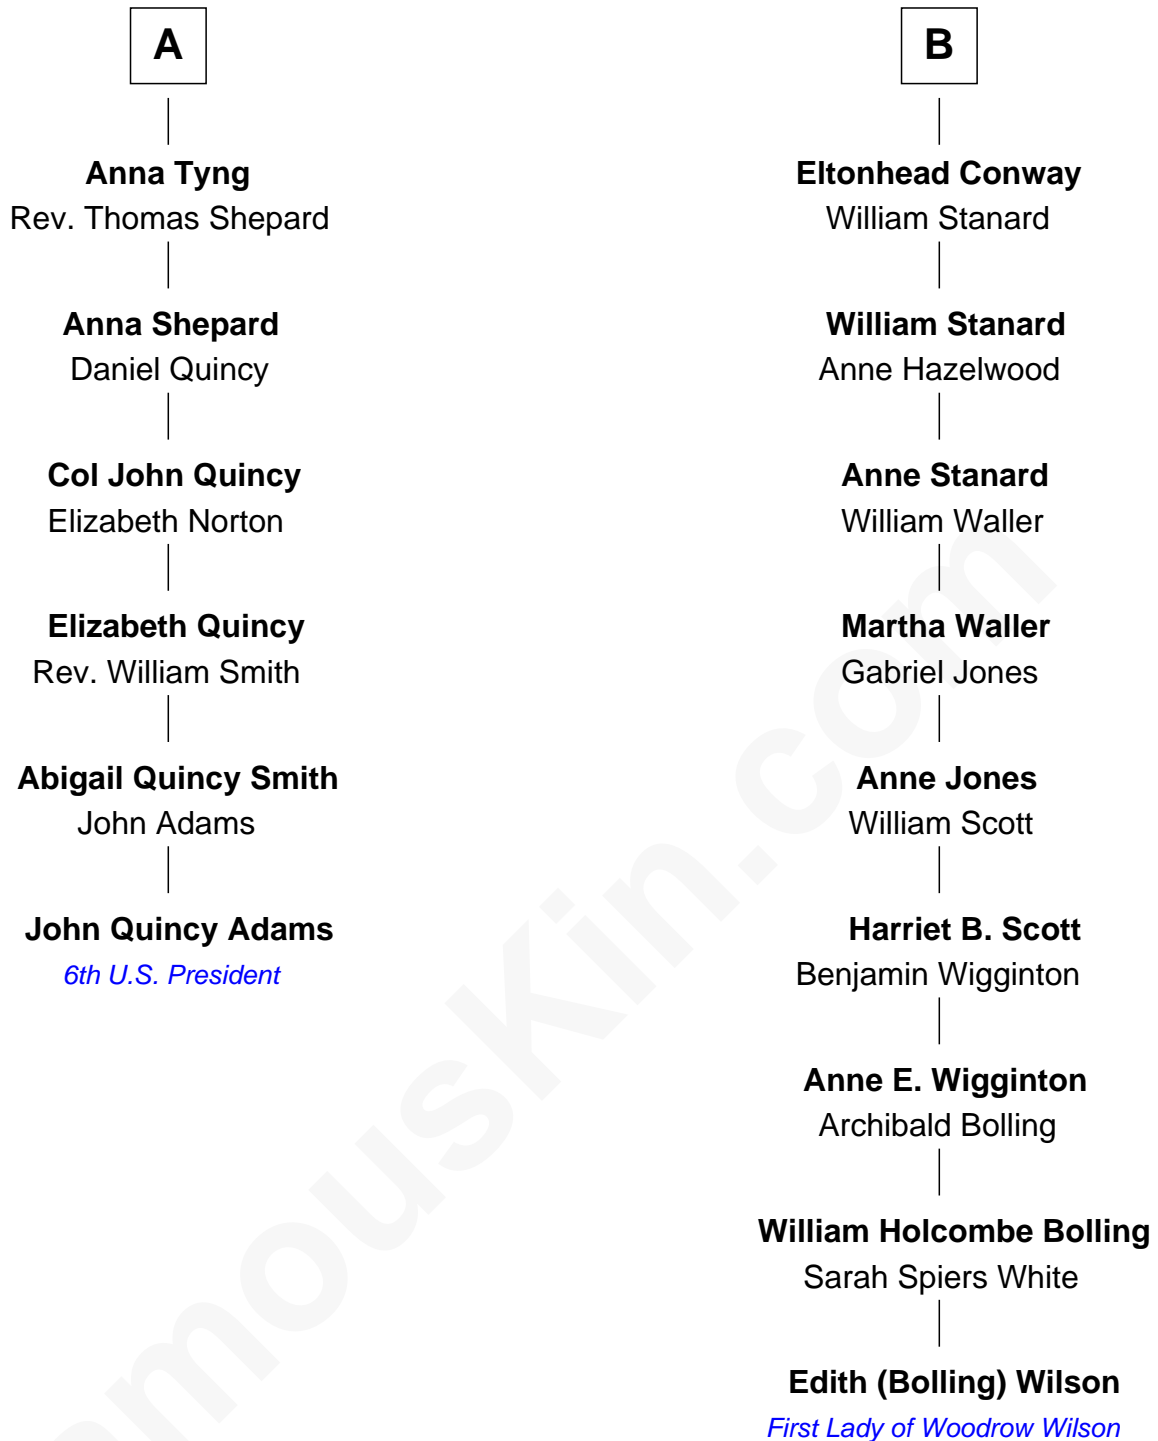 A
Anna Tyng
Rev. Thomas Shepard
Anna Shepard
Daniel Quincy
Col John Quincy
Elizabeth Norton
Elizabeth Quincy
Rev. William Smith
Abigail Quincy Smith
John Adams
John Quincy Adams
6th U.S. President
B
Eltonhead Conway
William Stanard
William Stanard
Anne Hazelwood
Anne Stanard
William Waller
Martha Waller
Gabriel Jones
Anne Jones
William Scott
Harriet B. Scott
Benjamin Wigginton
Anne E. Wigginton
Archibald Bolling
William Holcombe Bolling
Sarah Spiers White
Edith (Bolling) Wilson
First Lady of Woodrow Wilson
amousKin.com